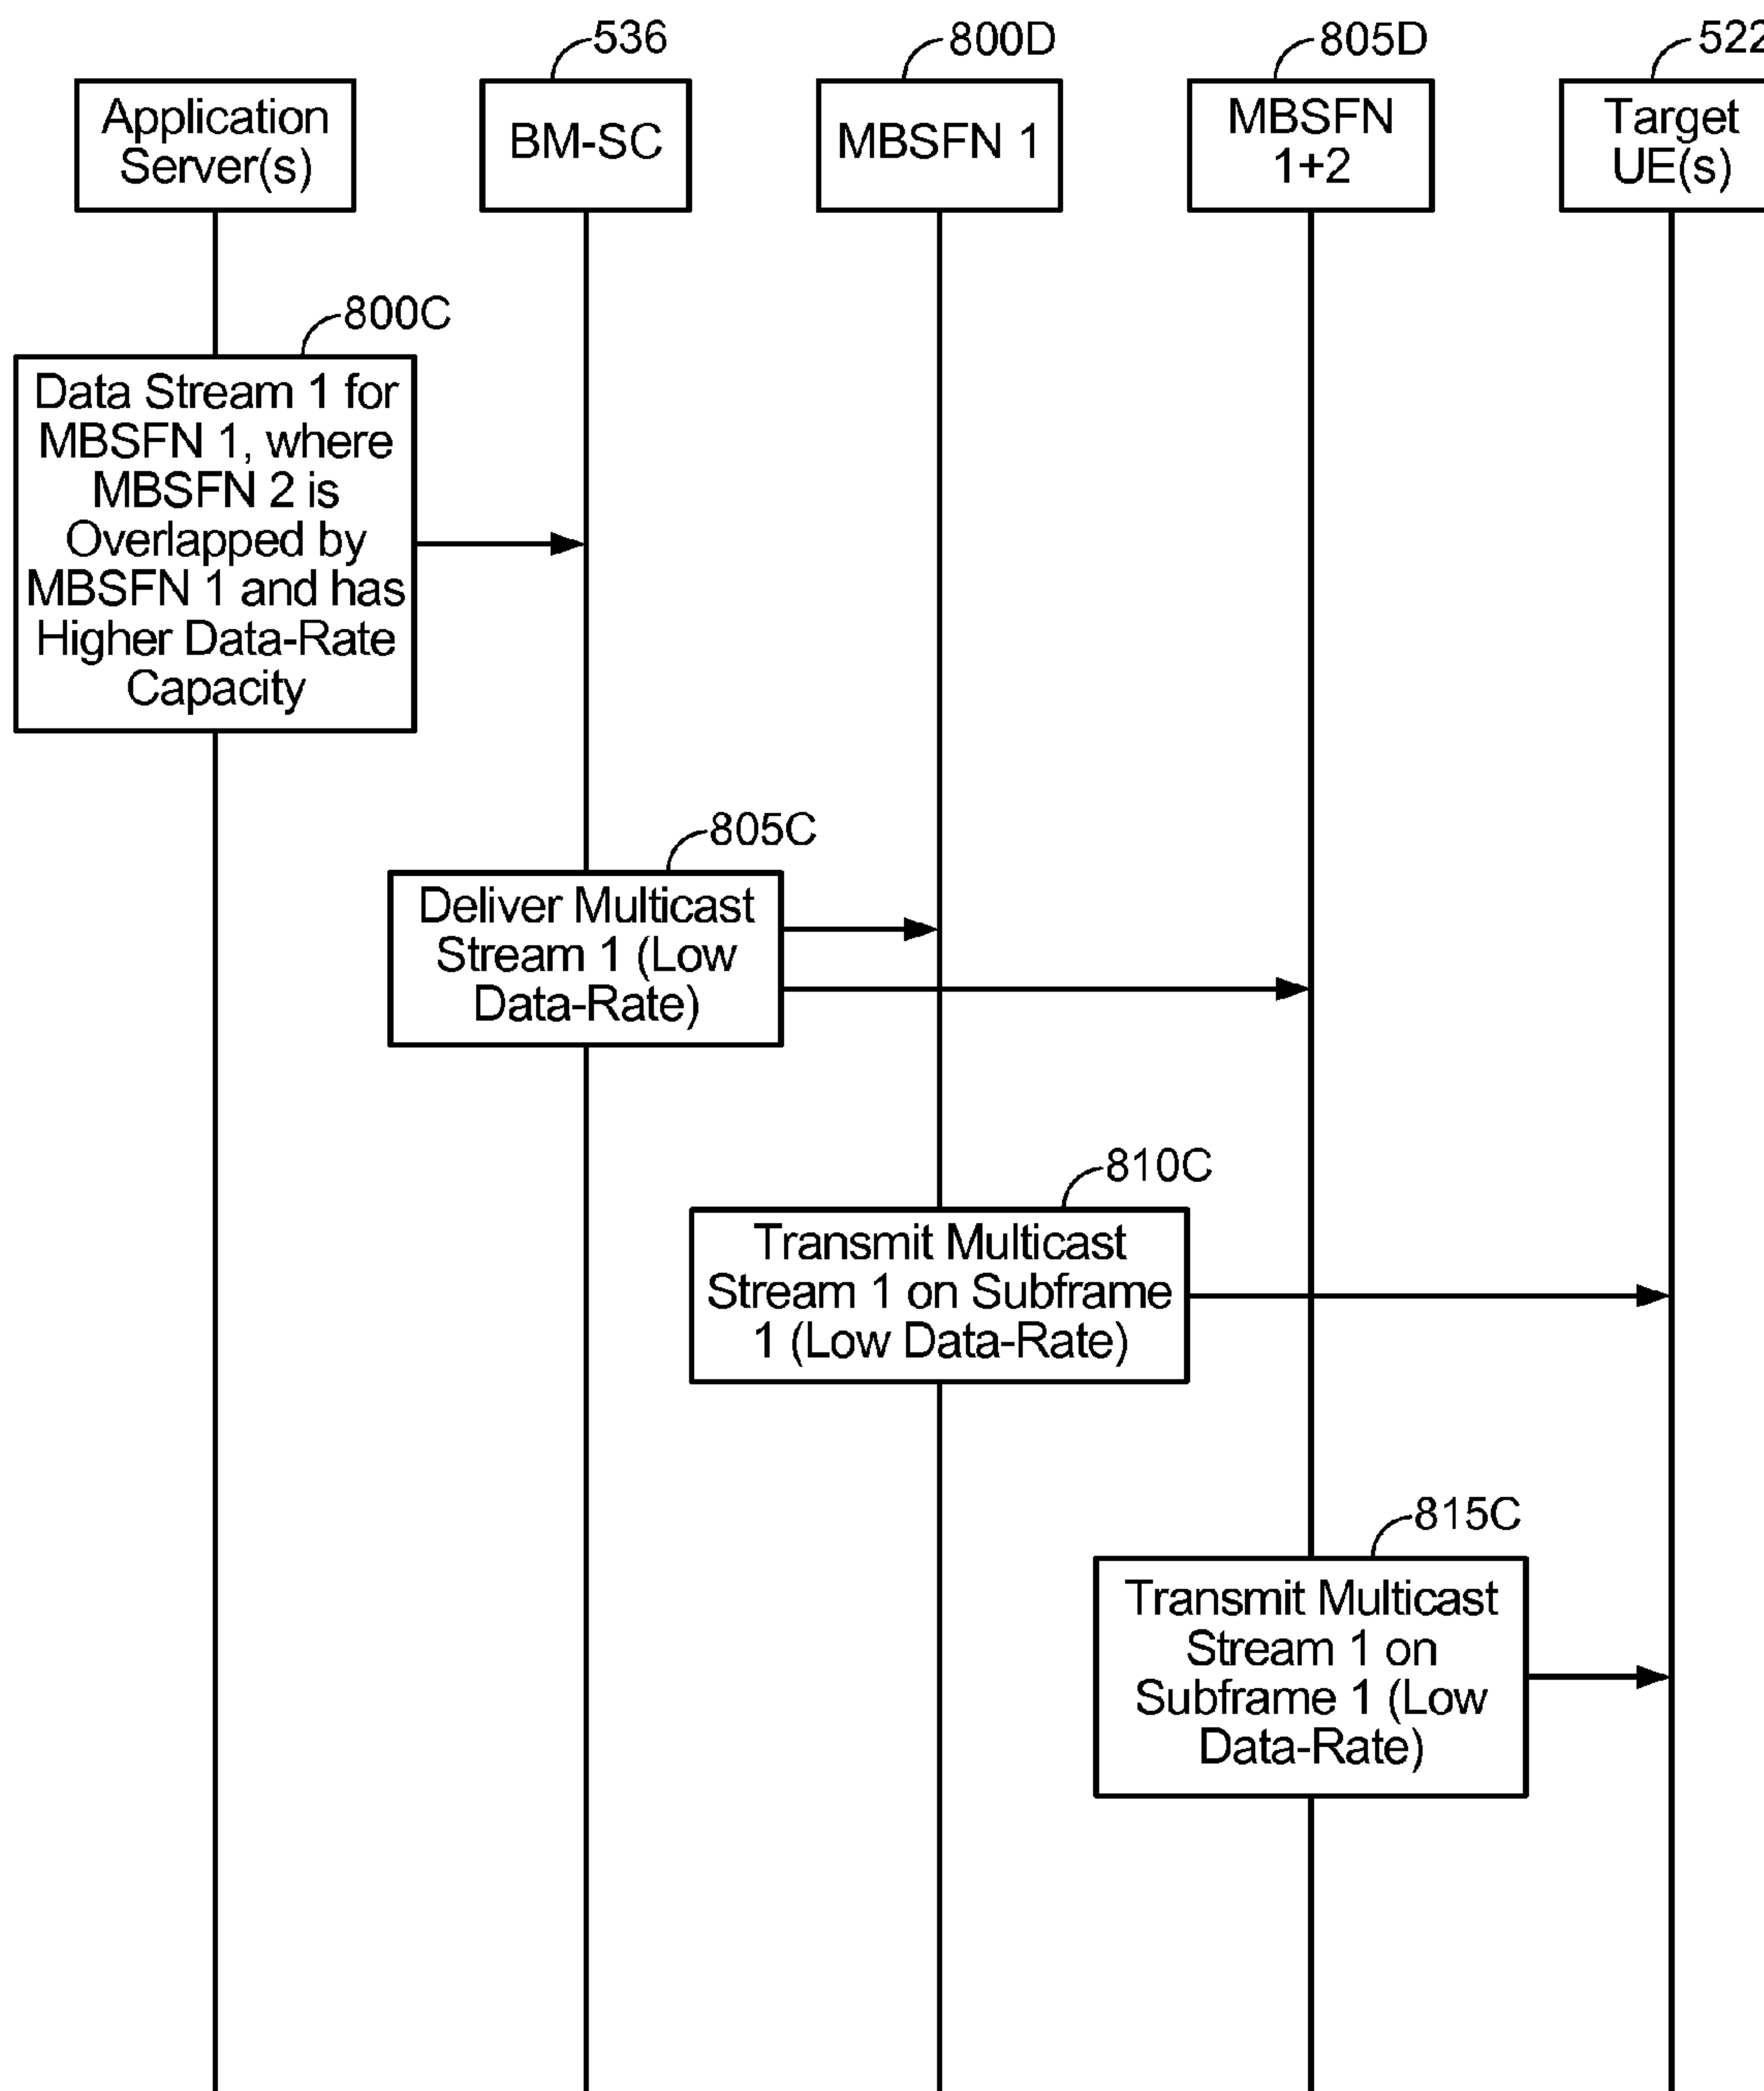 536
800D
805D
522
Application
Server(s)
BM-SC
MBSFN 1
MBSFN
1+2
Target
UE(s)
800C
Data Stream 1 for
MBSFN 1, where
MBSFN 2 is
Overlapped by
MBSFN 1 and has
Higher Data-Rate
Capacity
805C
Deliver Multicast
Stream 1 (Low
Data-Rate)
810C
Transmit Multicast
Stream 1 on Subframe
1 (Low Data-Rate)
815C
Transmit Multicast
Stream 1 on
Subframe 1 (Low
Data-Rate)